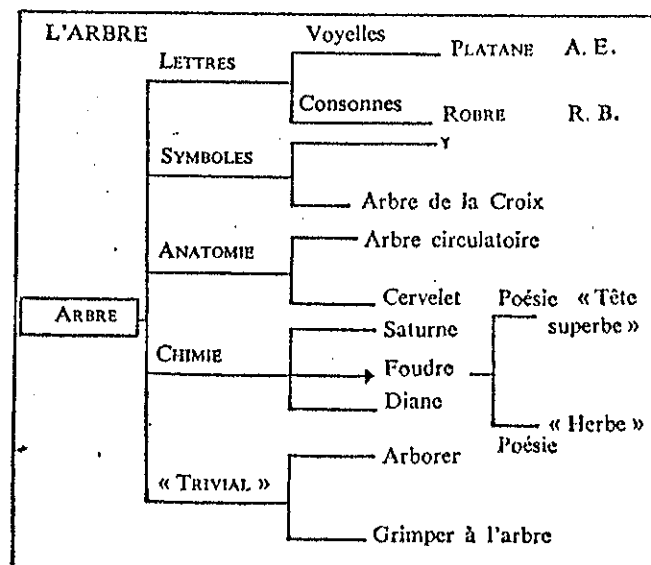 L'ARBRE
Voyelles
LETTRES
PLATANE A. E.
Consonnes
ROBRE R. B.
Y
SYMBOLES
Arbre de la Croix
Arbre circulatoire
ANATOMIE
Cervelet
Poésie « Tête
superbe »
ARBRE
Saturne
CHIMIE
Foudre
Diane
« Herbe »
Poésie
Arborer
« TRIVIAL »
Grimper à l'arbre